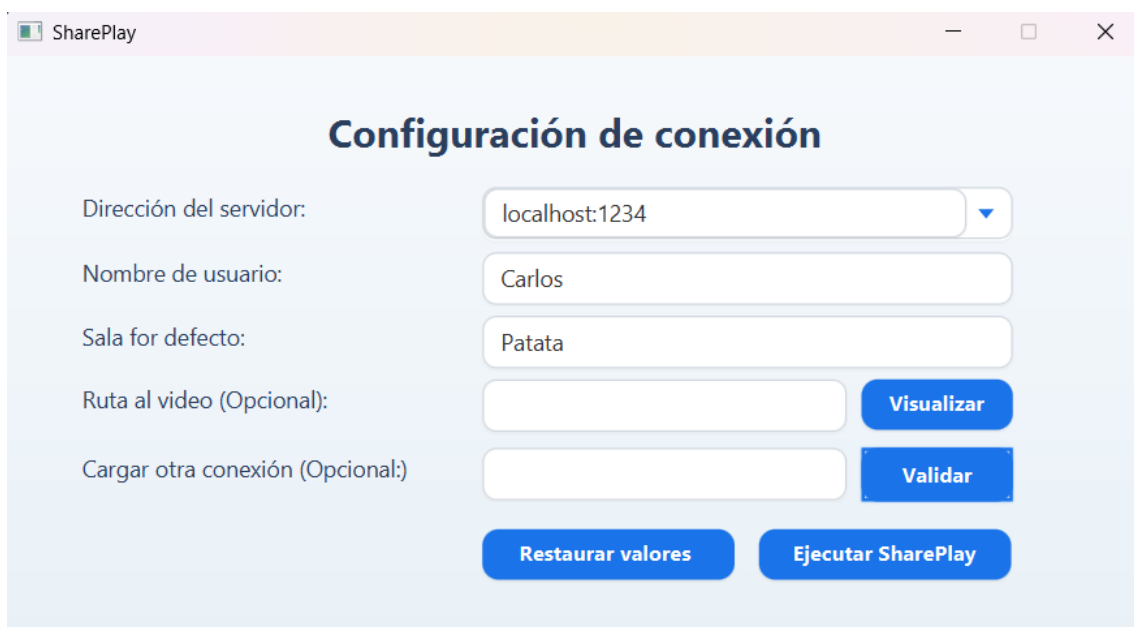 SharePlay
Configuración de conexión
Dirección del servidor: localhost:1234
Nombre de usuario: Carlos
Sala for defecto: Patata
Ruta al video (Opcional): Visualizar
Cargar otra conexión (Opcional:) Validar
Restaurar valores Ejecutar SharePlay